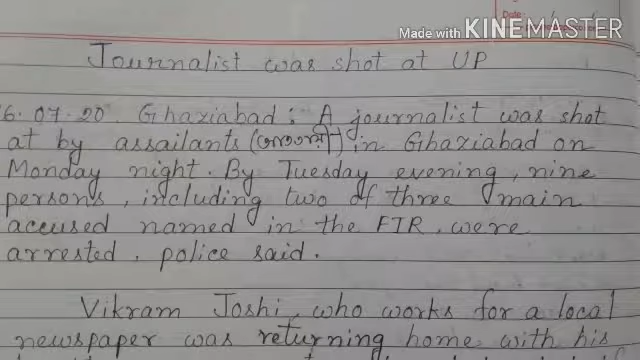 Date :
Made with KINEMASTER
Journalist was shot at UP
6.07.20. Ghaziabad: A journalist was shot
at by assailants in Ghaziabad on
Monday night. By Tuesday evening, nine
persons, including two of three main
accused named in the FIR, were
arrested, police said.
Vikram Joshi, who works for a local
newspaper was returning home with his